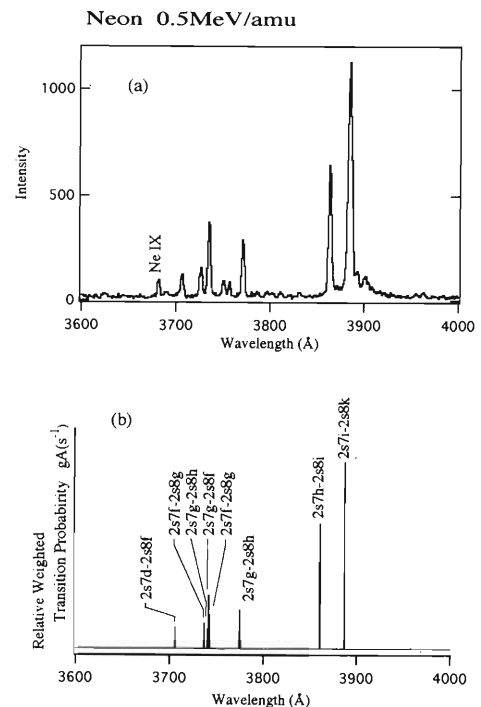 Neon 0.5MeV/amu
(a)
1000
500
0
Intensity
Ne IX
3600
3700
3800
3900
4000
Wavelength (Å)
(b)
Relative Weighted
Transition Probabirity gA(s⁻¹)
2s7d-2s8f
2s7f-2s8g
2s7g-2s8h
2s7g-2s8f
2s7f-2s8g
2s7g-2s8h
2s7h-2s8i
2s7i-2s8k
3600
3700
3800
3900
4000
Wavelength (Å)